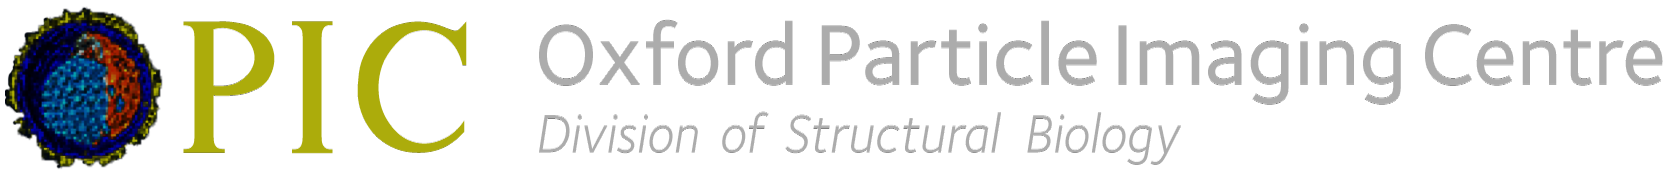 PIC
Oxford Particle Imaging Centre
Division of Structural Biology